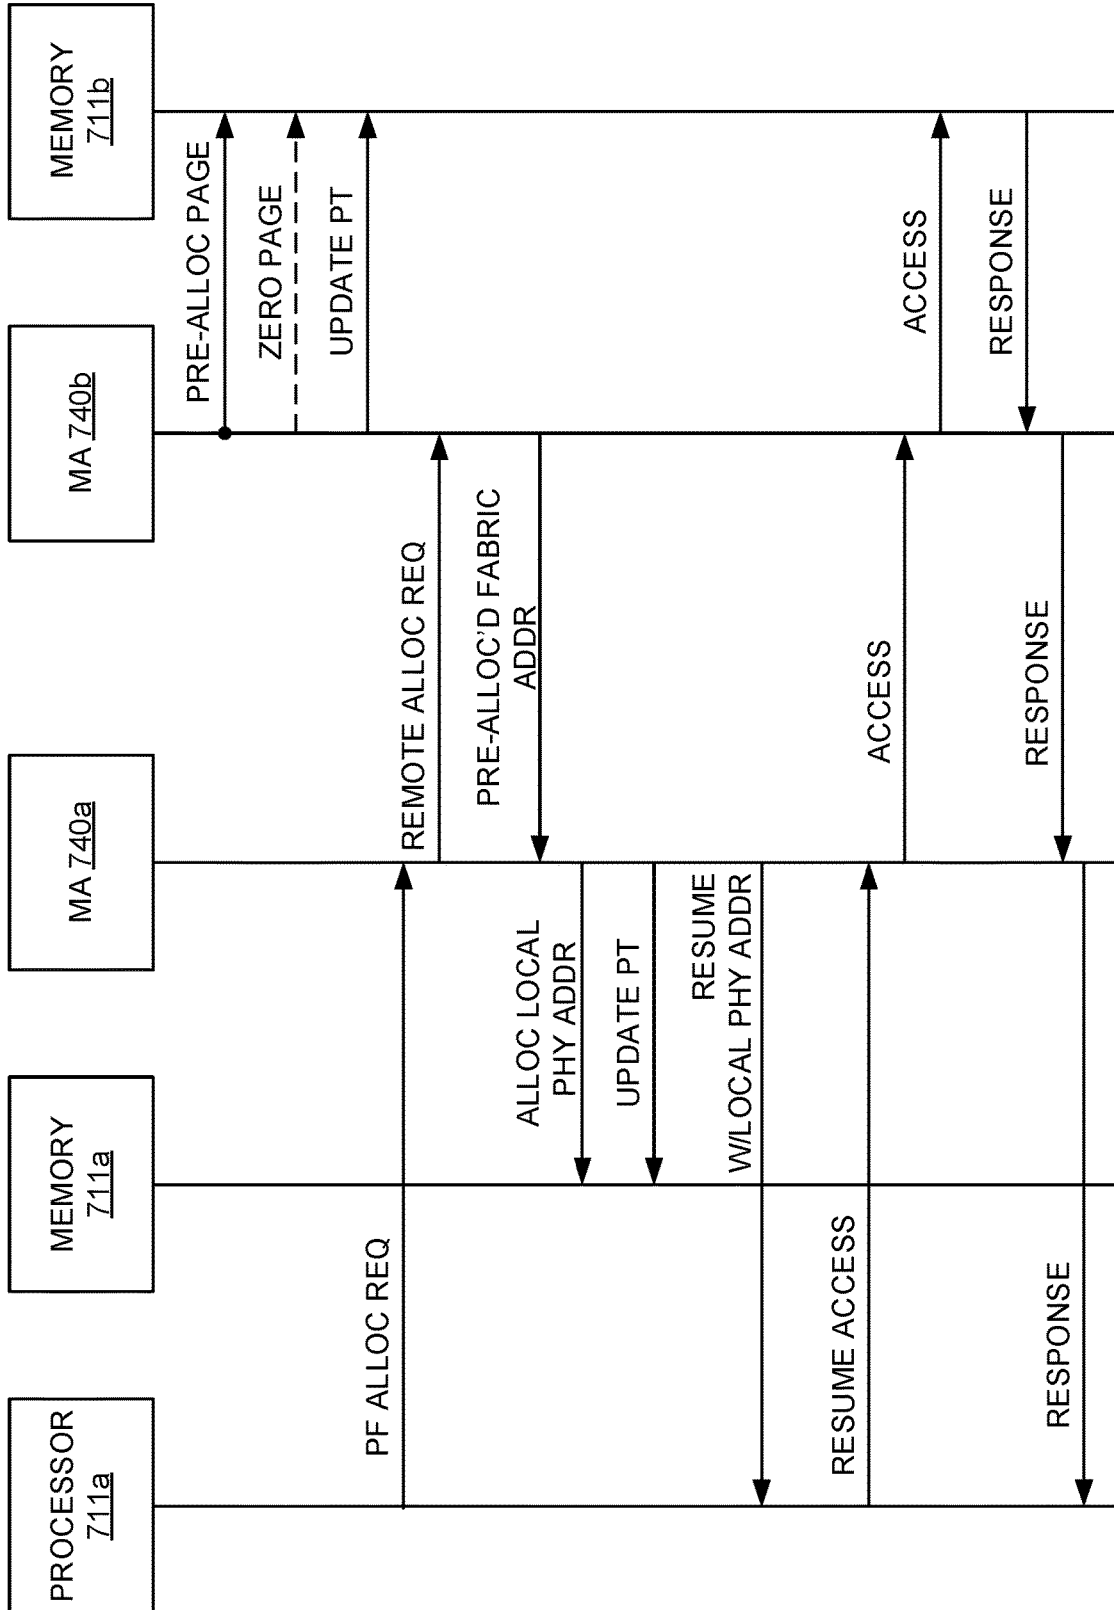 PROCESSOR
711a
MEMORY
711a
MA 740a
MA 740b
MEMORY
711b
PRE-ALLOC PAGE
ZERO PAGE
UPDATE PT
PF ALLOC REQ
REMOTE ALLOC REQ
PRE-ALLOC'D FABRIC
ADDR
ALLOC LOCAL
PHY ADDR
UPDATE PT
RESUME
W/LOCAL PHY ADDR
RESUME ACCESS
ACCESS
ACCESS
RESPONSE
RESPONSE
RESPONSE